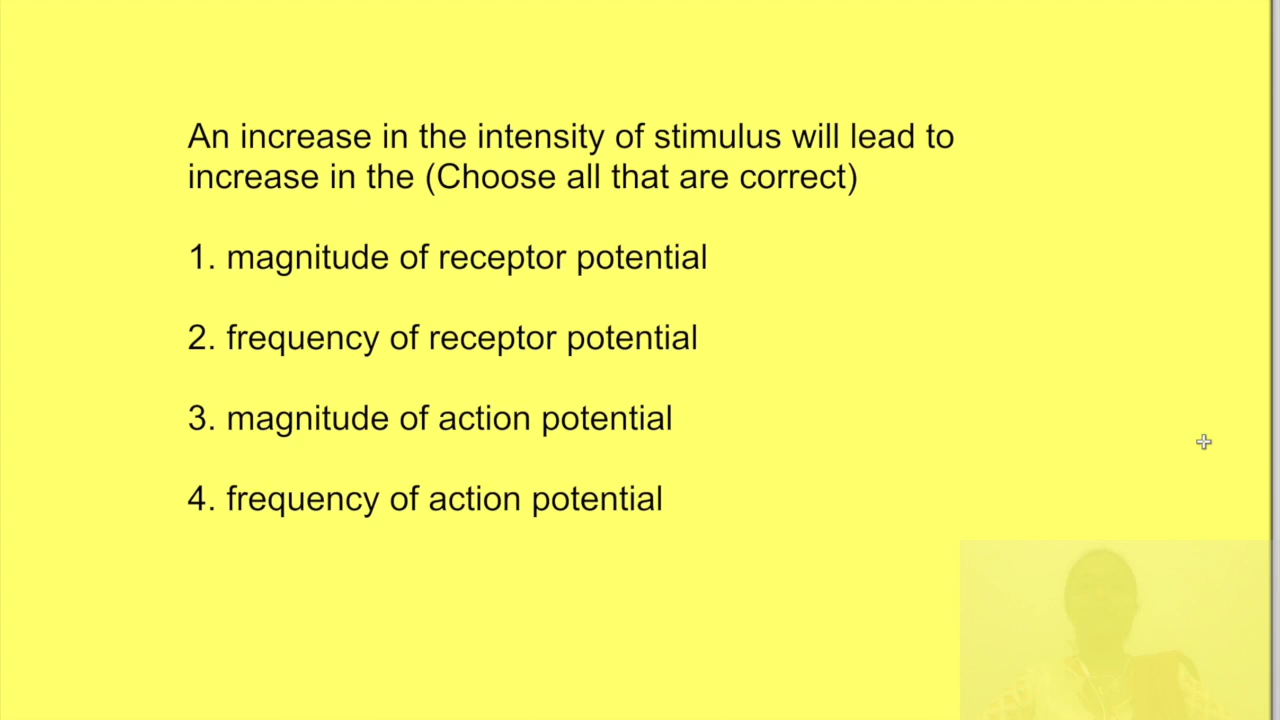 An increase in the intensity of stimulus will lead to
increase in the (Choose all that are correct)
1. magnitude of receptor potential
2. frequency of receptor potential
3. magnitude of action potential
4. frequency of action potential